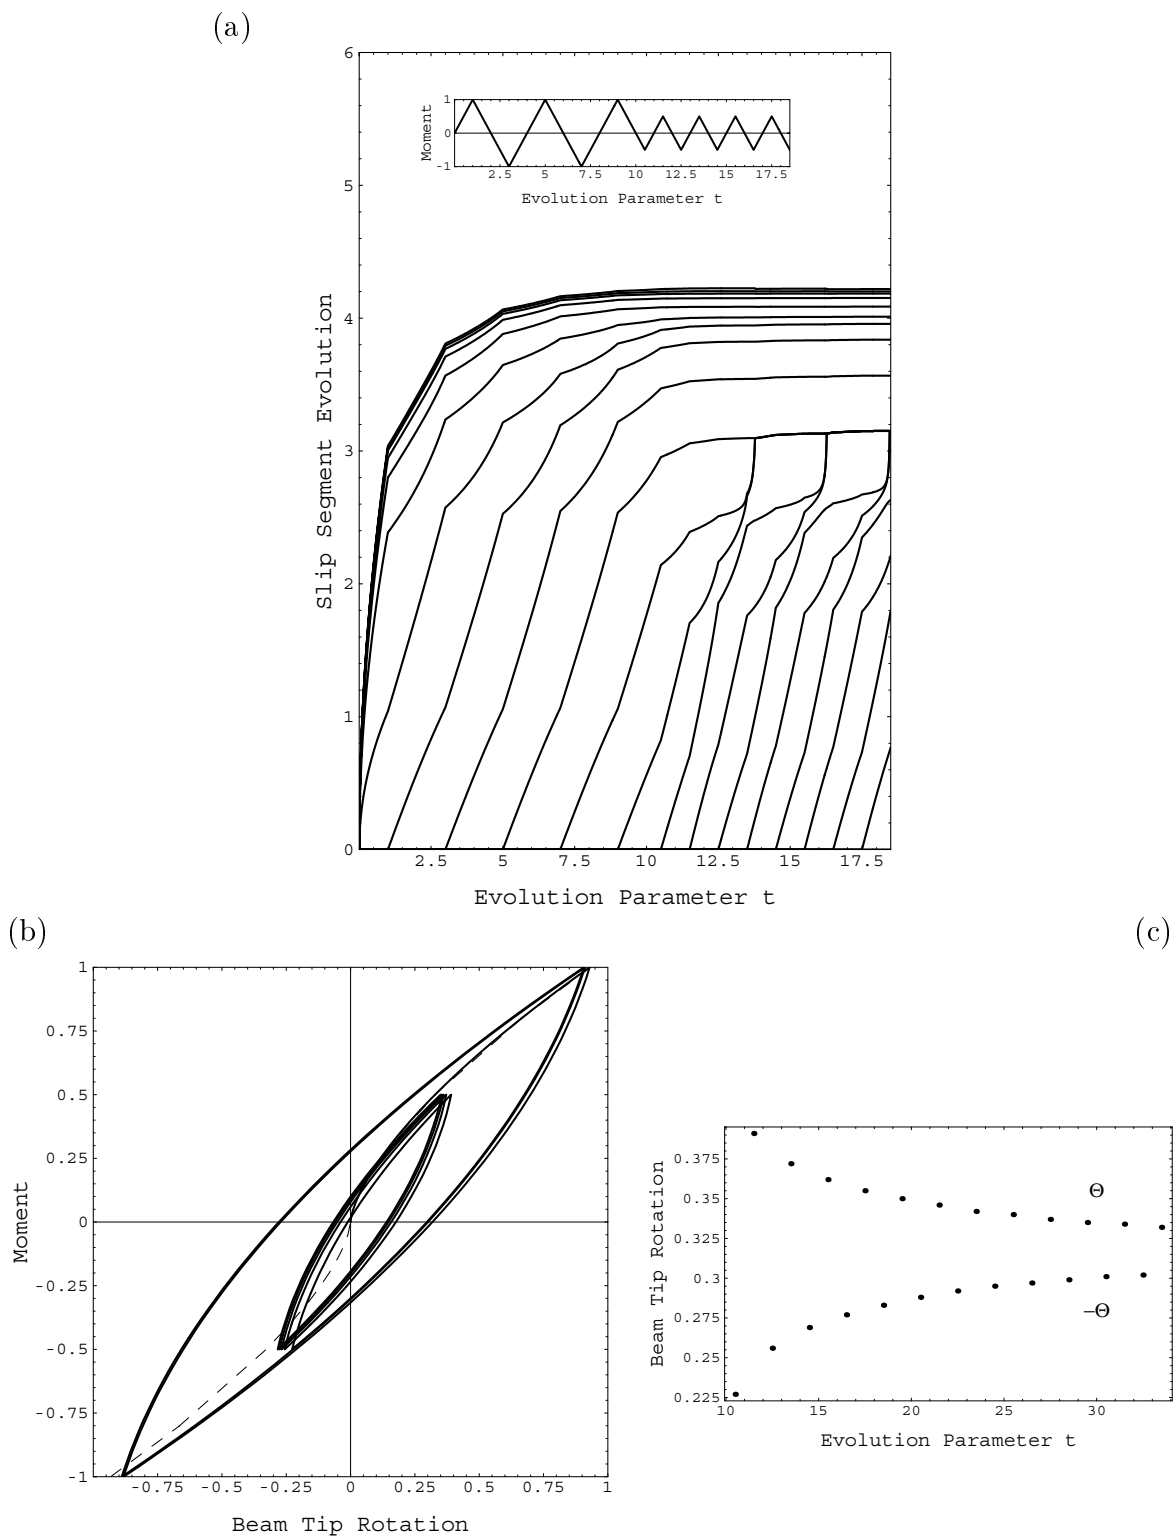 (a)
6
5
4
3
2
1
0
Slip Segment Evolution
1
0
-1
Moment
2.5 5 7.5 10 12.5 15 17.5
Evolution Parameter t
2.5 5 7.5 10 12.5 15 17.5
Evolution Parameter t
(b)
(c)
1
0.75
0.5
0.25
0
-0.25
-0.5
-0.75
-1
Moment
-0.75 -0.5 -0.25 0 0.25 0.5 0.75 1
Beam Tip Rotation
0.375
0.35
0.325
0.3
0.275
0.25
0.225
Beam Tip Rotation
Θ
−Θ
10 15 20 25 30
Evolution Parameter t